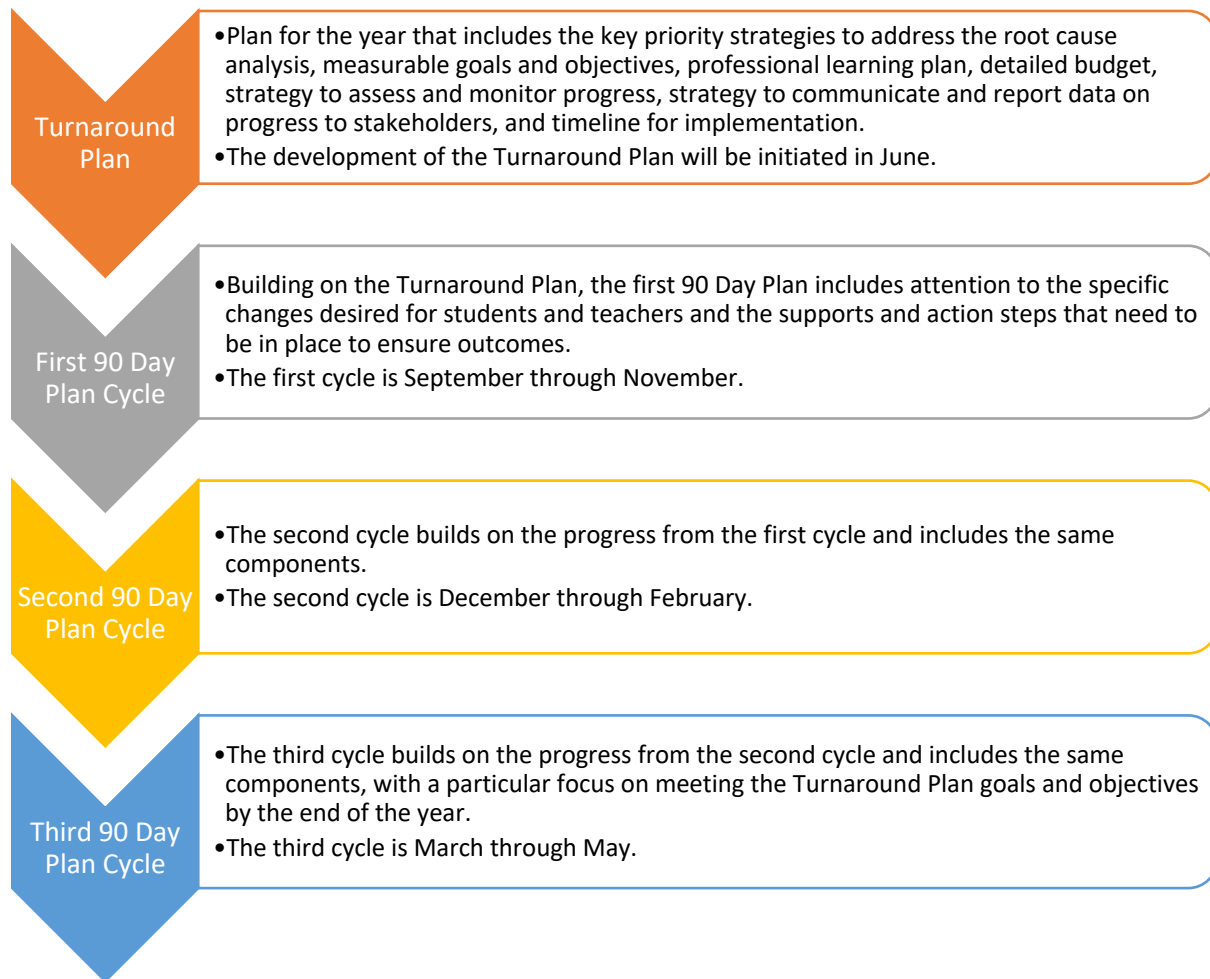 Turnaround
Plan
•Plan for the year that includes the key priority strategies to address the root cause
analysis, measurable goals and objectives, professional learning plan, detailed budget,
strategy to assess and monitor progress, strategy to communicate and report data on
progress to stakeholders, and timeline for implementation.
•The development of the Turnaround Plan will be initiated in June.
First 90 Day
Plan Cycle
•Building on the Turnaround Plan, the first 90 Day Plan includes attention to the specific
changes desired for students and teachers and the supports and action steps that need to
be in place to ensure outcomes.
•The first cycle is September through November.
Second 90 Day
Plan Cycle
•The second cycle builds on the progress from the first cycle and includes the same
components.
•The second cycle is December through February.
Third 90 Day
Plan Cycle
•The third cycle builds on the progress from the second cycle and includes the same
components, with a particular focus on meeting the Turnaround Plan goals and objectives
by the end of the year.
•The third cycle is March through May.